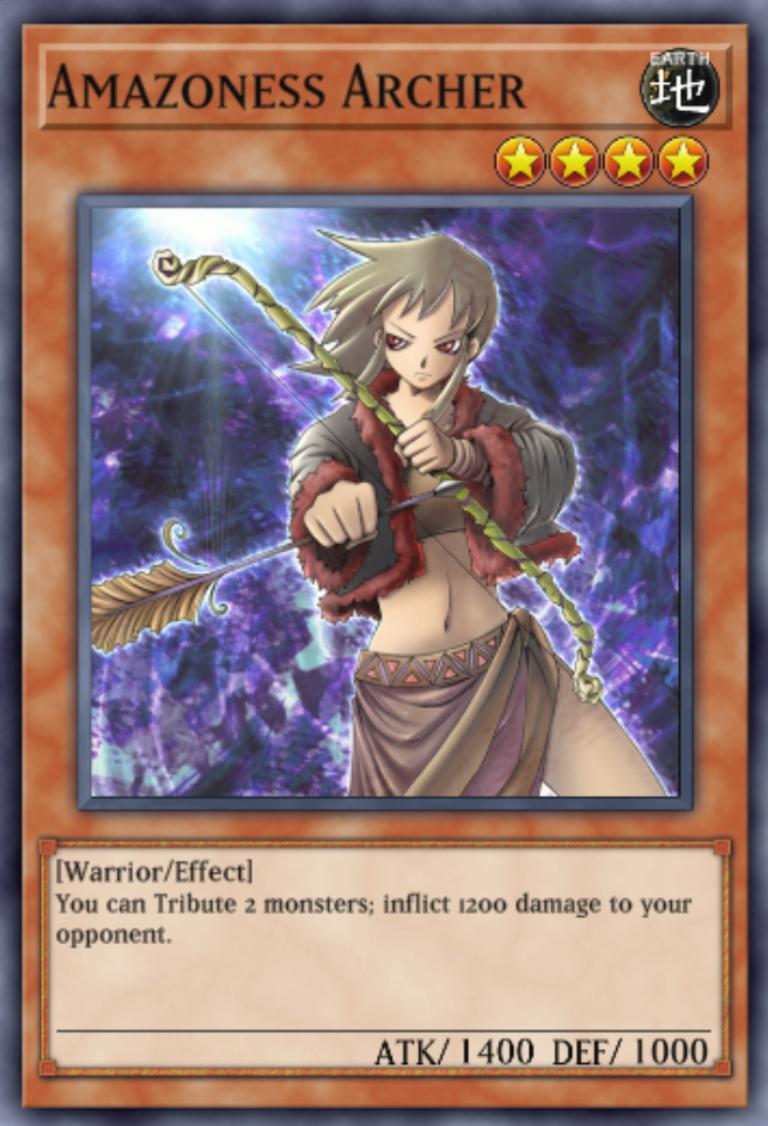 Amazoness Archer
EARTH
地
[Warrior/Effect]
You can Tribute 2 monsters; inflict 1200 damage to your
opponent.
ATK/ 1400 DEF/ 1000